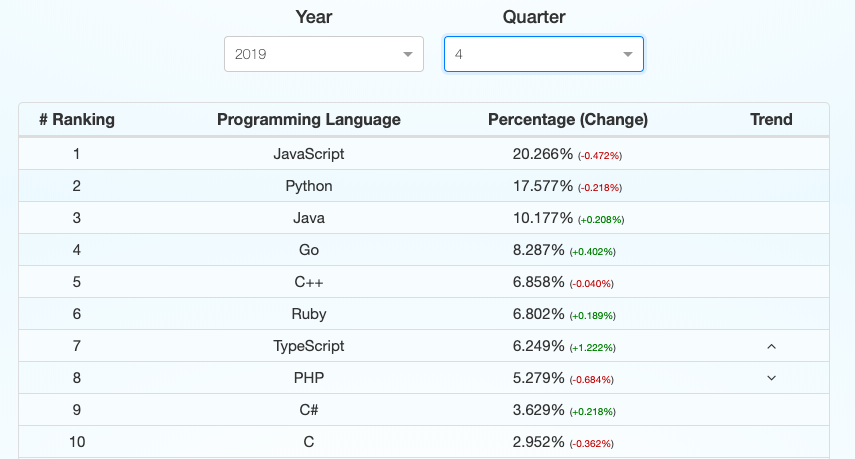 Year Quarter
2019 4
# Ranking Programming Language Percentage (Change) Trend
1 JavaScript 20.266% (-0.472%)
2 Python 17.577% (-0.218%)
3 Java 10.177% (+0.208%)
4 Go 8.287% (+0.402%)
5 C++ 6.858% (-0.040%)
6 Ruby 6.802% (+0.189%)
7 TypeScript 6.249% (+1.222%)
8 PHP 5.279% (-0.684%)
9 C# 3.629% (+0.218%)
10 C 2.952% (-0.362%)